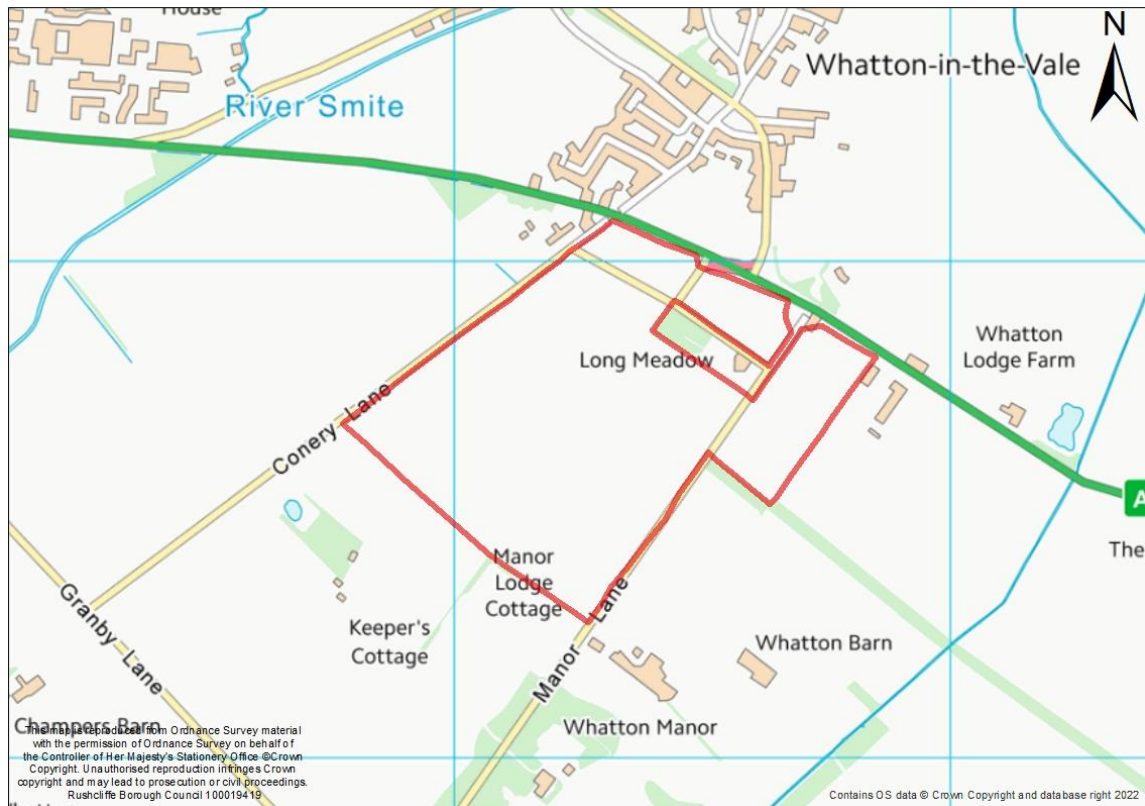 House
N
Whatton-in-the-Vale
River Smite
Whatton
Lodge Farm
Long Meadow
Conery Lane
A
The
Manor
Lodge
Cottage
Manor Lane
Granby Lane
Keeper's
Cottage
Whatton Barn
Champers Barn
Whatton Manor
This map is reproduced from Ordnance Survey material
with the permission of Ordnance Survey on behalf of
the Controller of Her Majesty's Stationery Office ©Crown
Copyright. Unauthorised reproduction infringes Crown
copyright and may lead to prosecution or civil proceedings.
Rushcliffe Borough Council 100019419
Contains OS data © Crown Copyright and database right 2022